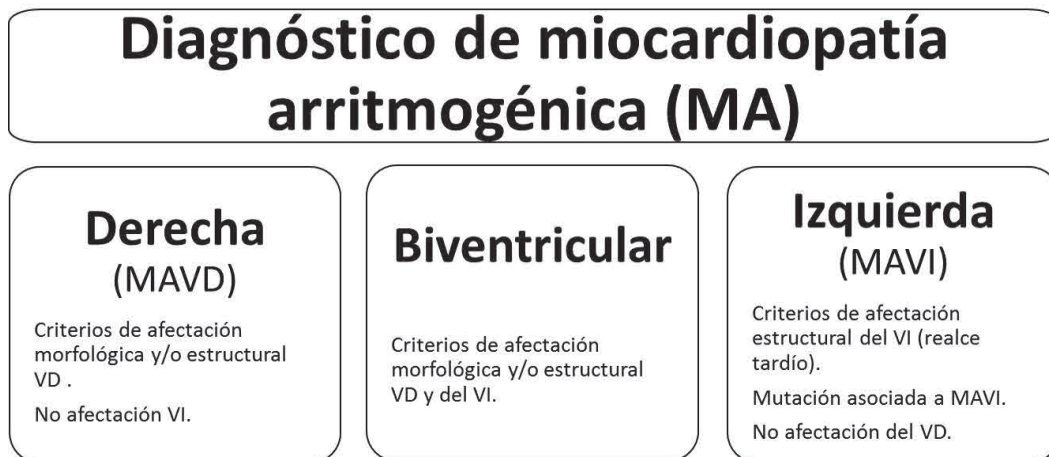 Diagnóstico de miocardiopatía
arritmogénica (MA)
Derecha
(MAVD)
Criterios de afectación
morfológica y/o estructural
VD .
No afectación VI.
Biventricular
Criterios de afectación
morfológica y/o estructural
VD y del VI.
Izquierda
(MAVI)
Criterios de afectación
estructural del VI (realce
tardío).
Mutación asociada a MAVI.
No afectación del VD.